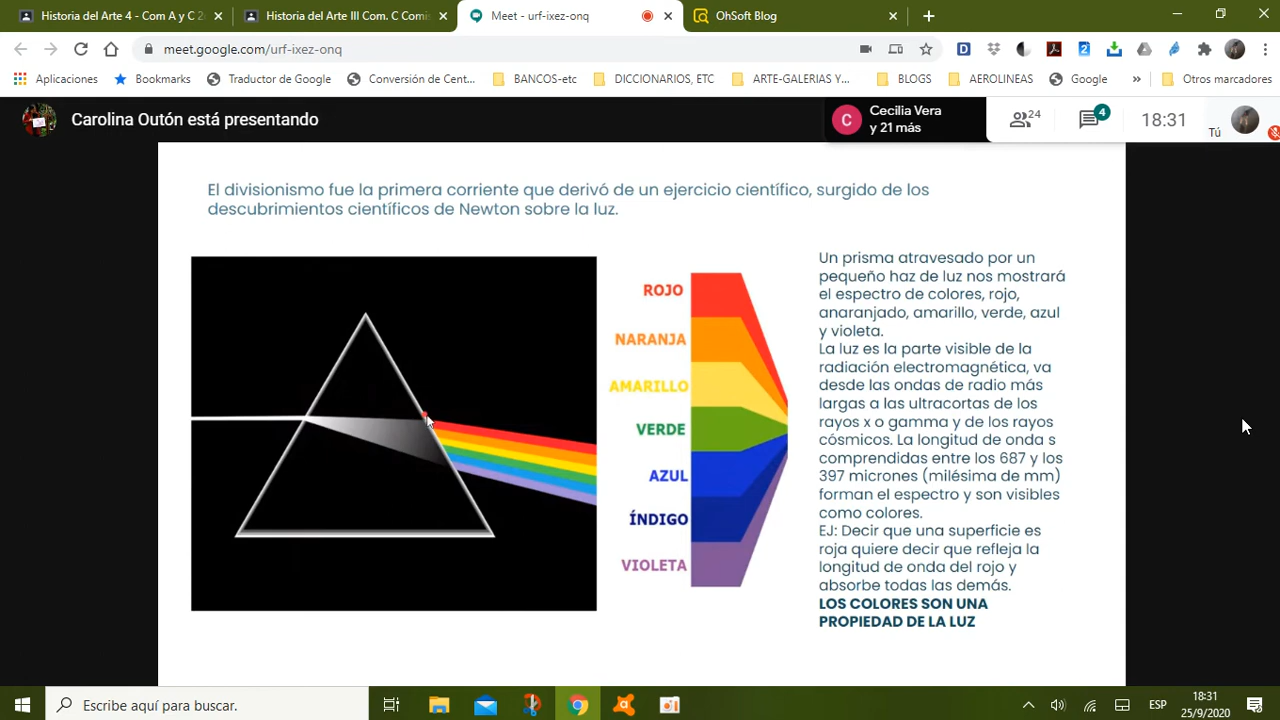 Historia del Arte 4 - Com A y C 2
Historia del Arte III Com. C Comis
Meet - urf-ixez-onq
OhSoft Blog
meet.google.com/urf-ixez-onq
Aplicaciones
Bookmarks
Traductor de Google
Conversión de Cent...
BANCOS-etc
DICCIONARIOS, ETC
ARTE-GALERIAS Y...
BLOGS
AEROLINEAS
Google
Otros marcadores
Carolina Outón está presentando
C
Cecilia Vera
y 21 más
24
4
18:31
Tú
El divisionismo fue la primera corriente que derivó de un ejercicio científico, surgido de los
descubrimientos científicos de Newton sobre la luz.
ROJO
NARANJA
AMARILLO
VERDE
AZUL
ÍNDIGO
VIOLETA
Un prisma atravesado por un
pequeño haz de luz nos mostrará
el espectro de colores, rojo,
anaranjado, amarillo, verde, azul
y violeta.
La luz es la parte visible de la
radiación electromagnética, va
desde las ondas de radio más
largas a las ultracortas de los
rayos x o gamma y de los rayos
cósmicos. La longitud de onda s
comprendidas entre los 687 y los
397 micrones (milésima de mm)
forman el espectro y son visibles
como colores.
EJ: Decir que una superficie es
roja quiere decir que refleja la
longitud de onda del rojo y
absorbe todas las demás.
LOS COLORES SON UNA
PROPIEDAD DE LA LUZ
Escribe aquí para buscar.
ESP
18:31
25/9/2020